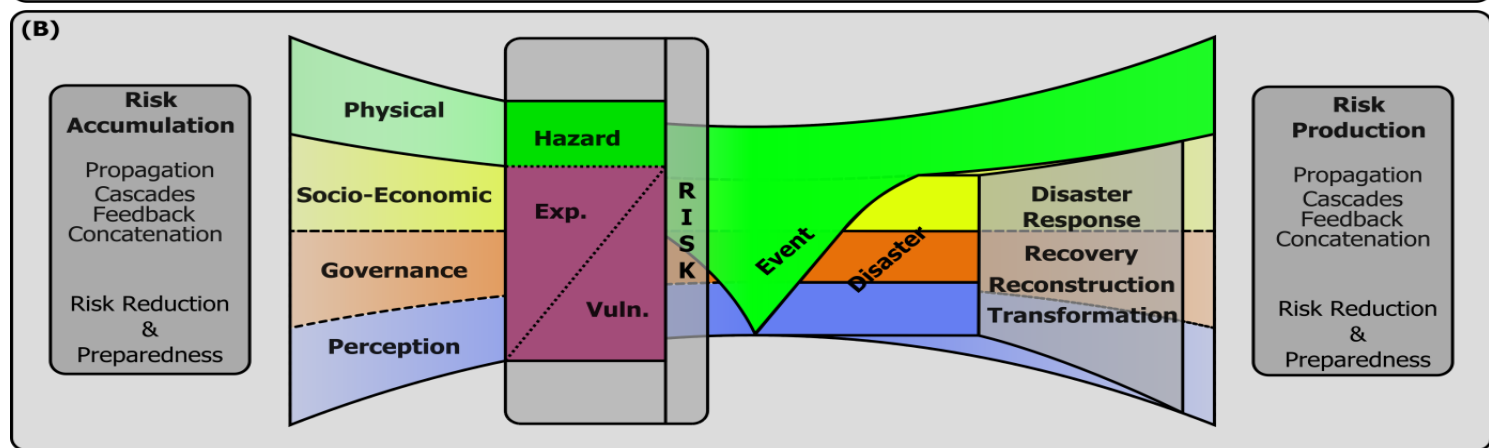 (B)
Risk
Accumulation
Propagation
Cascades
Feedback
Concatenation
Risk Reduction
&
Preparedness
Physical
Socio-Economic
Governance
Perception
Hazard
Exp.
Vuln.
R
I
S
K
Event
Disaster
Disaster
Response
Recovery
Reconstruction
Transformation
Risk
Production
Propagation
Cascades
Feedback
Concatenation
Risk Reduction
&
Preparedness